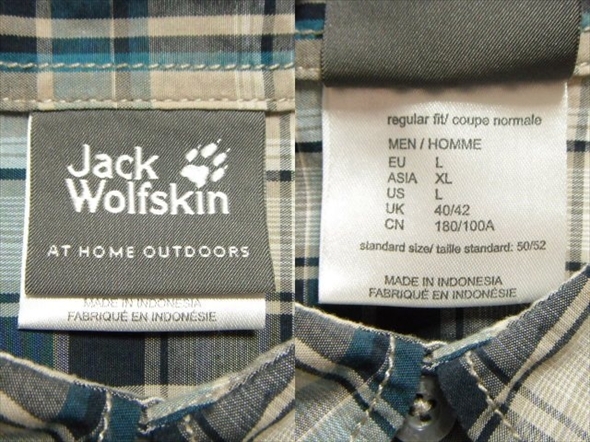 Jack
Wolfskin
AT HOME OUTDOORS
MADE IN INDONESIA
FABRIQUÉ EN INDONÉSIE
regular fit/ coupe normale
MEN / HOMME
EU L
ASIA XL
US L
UK 40/42
CN 180/100A
standard size/ taille standard: 50/52
MADE IN INDONESIA
FABRIQUÉ EN INDONÉSIE